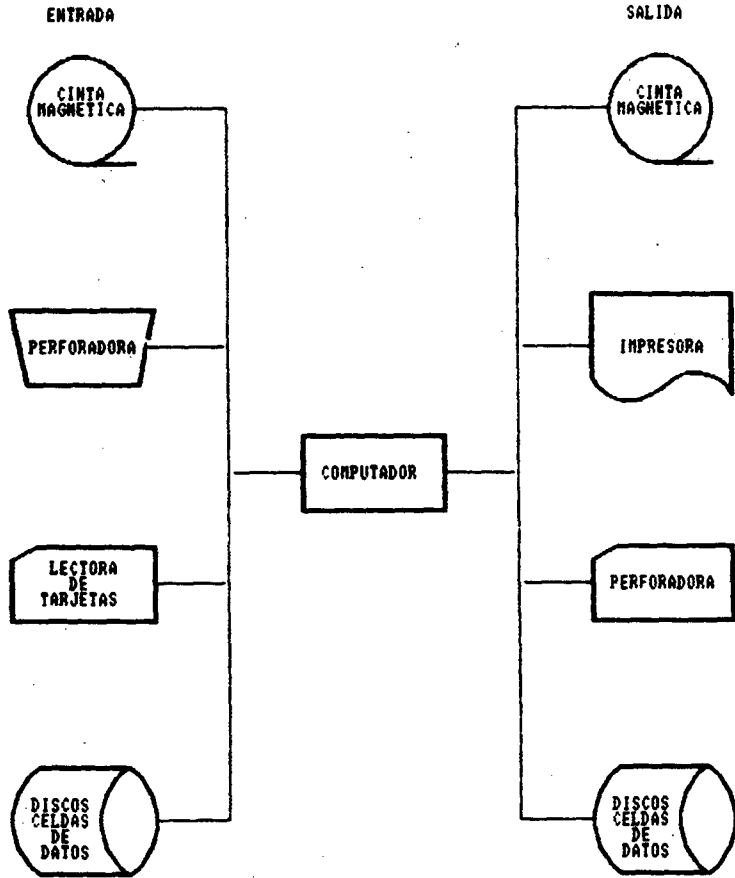 ENTRADA
SALIDA
CINTA
MAGNETICA
CINTA
MAGNETICA
PERFORADORA
IMPRESORA
COMPUTADOR
LECTORA
DE
TARJETAS
PERFORADORA
DISCOS
CELDAS
DE
DATOS
DISCOS
CELDAS
DE
DATOS